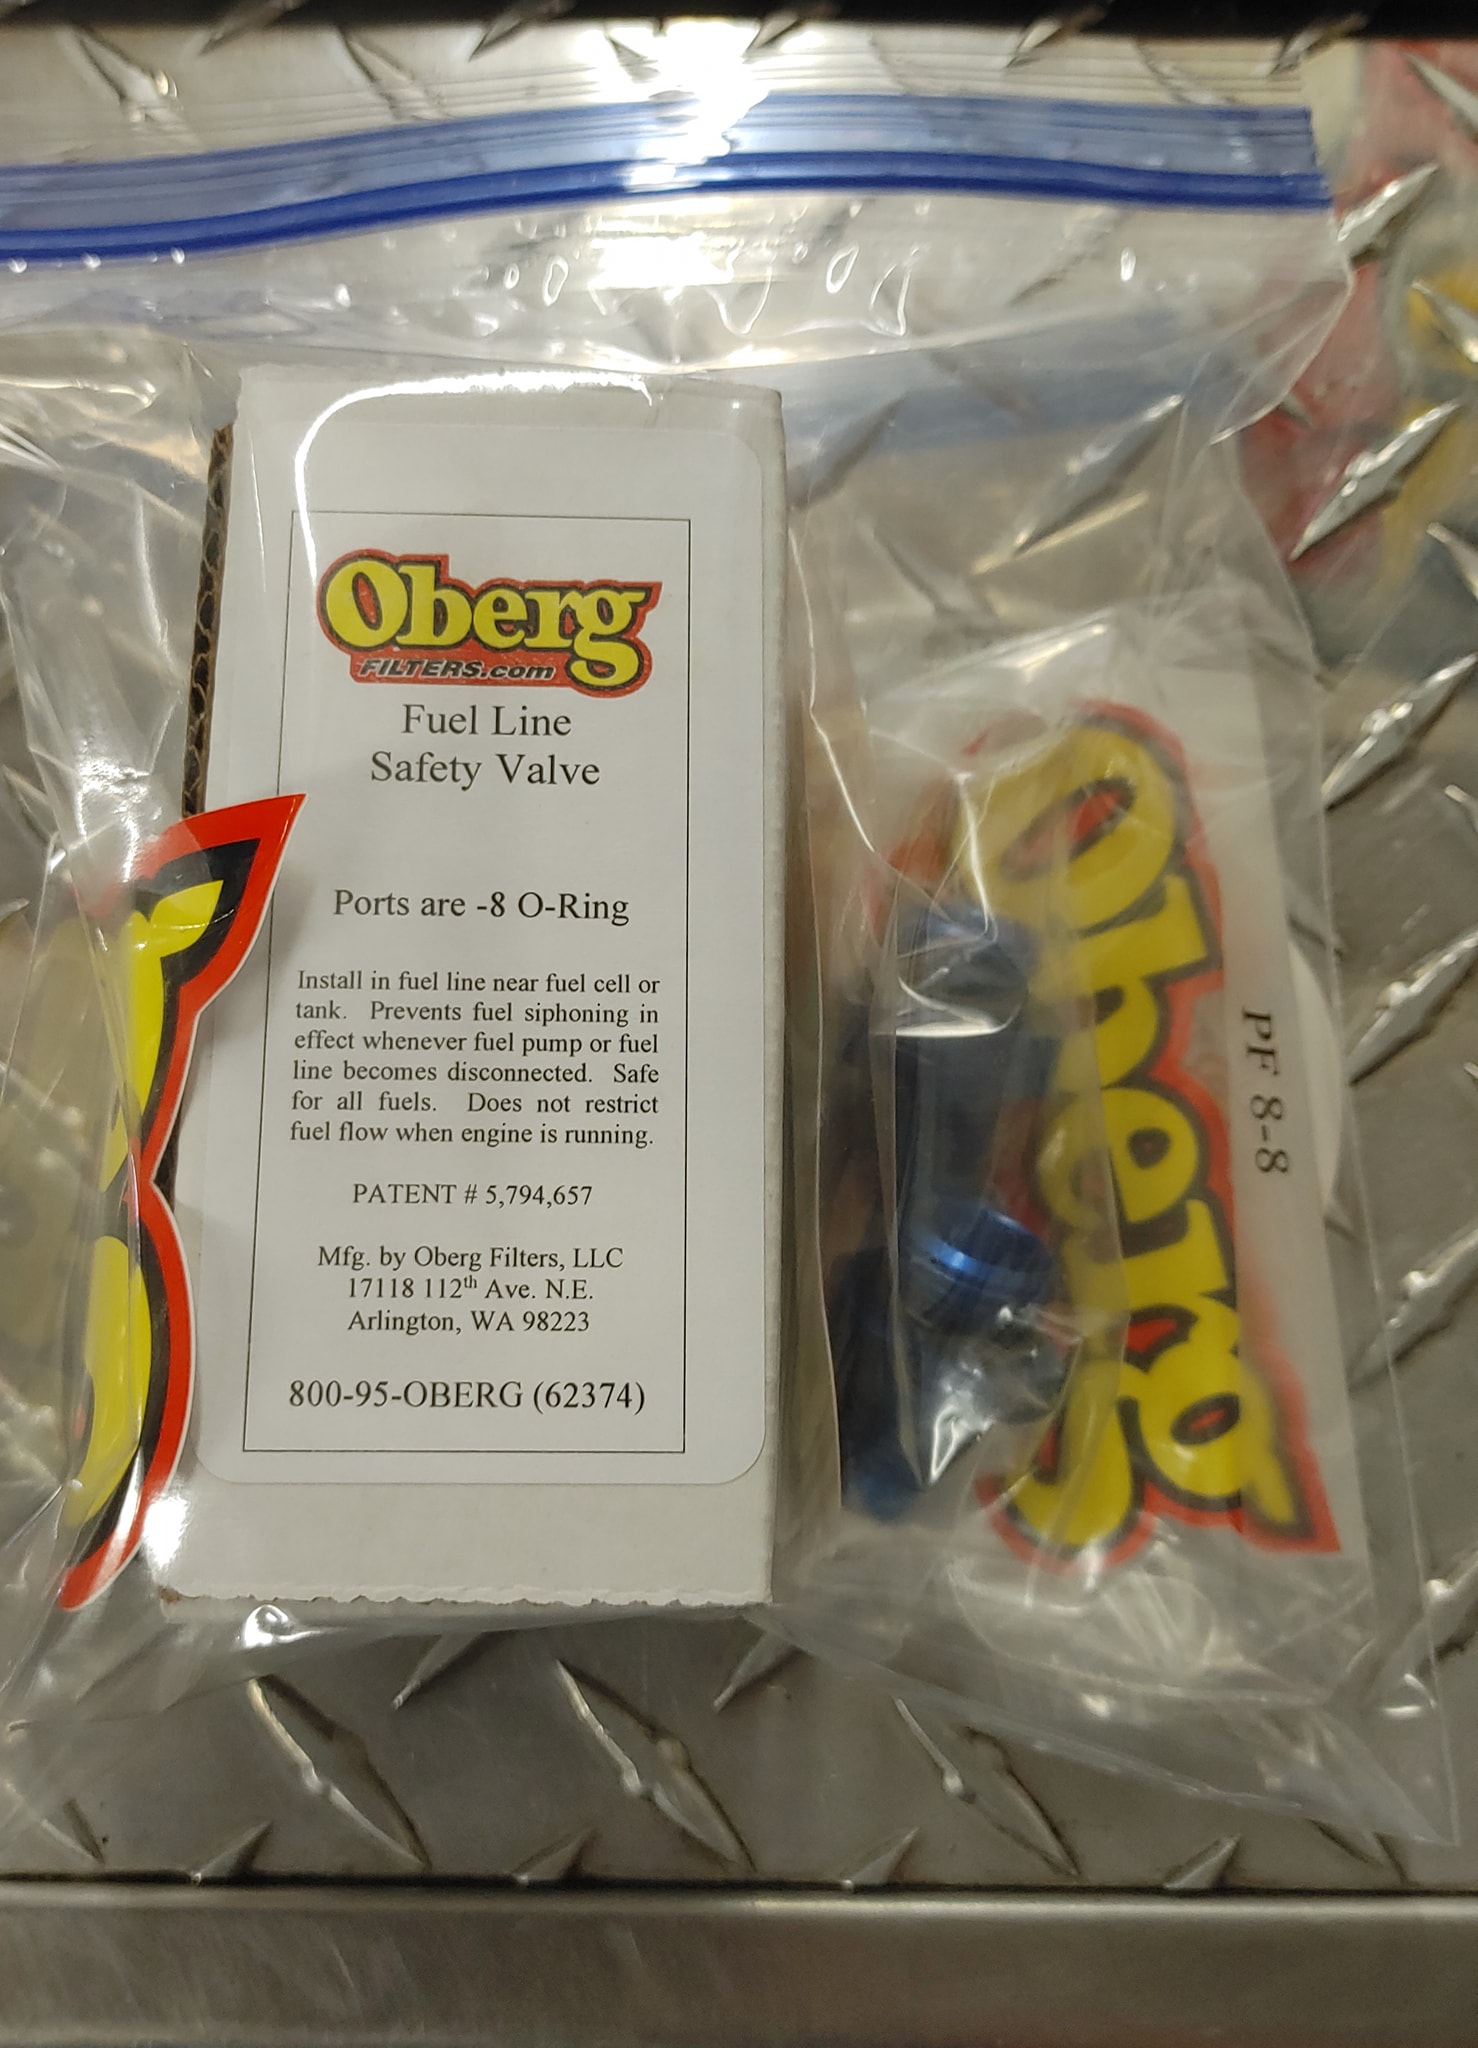 Oberg
FILTERS.com
Fuel Line
Safety Valve
Ports are -8 O-Ring
Install in fuel line near fuel cell or
tank. Prevents fuel siphoning in
effect whenever fuel pump or fuel
line becomes disconnected. Safe
for all fuels. Does not restrict
fuel flow when engine is running.
PATENT # 5,794,657
Mfg. by Oberg Filters, LLC
17118 112th Ave. N.E.
Arlington, WA 98223
800-95-OBERG (62374)
Oberg
PF 8-8